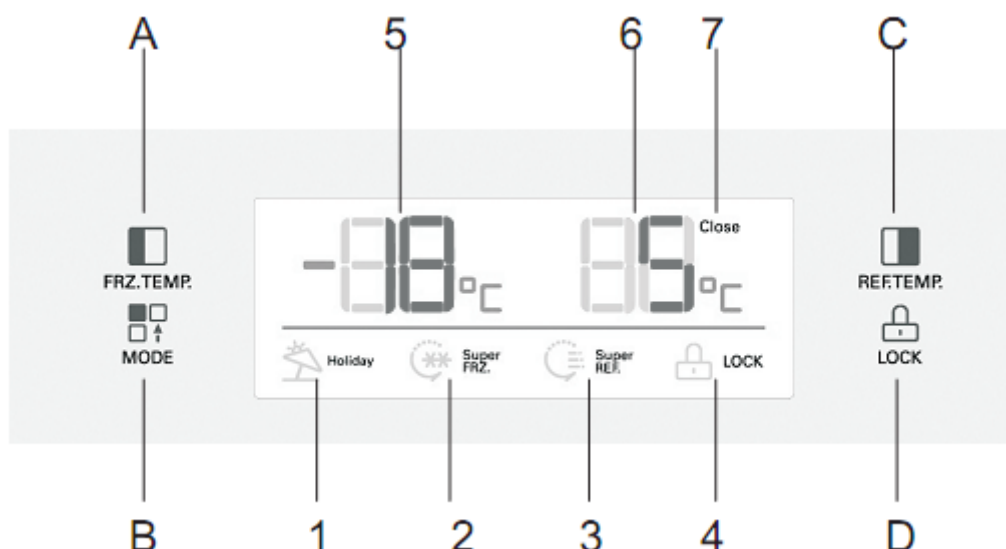 A 5 6 7 C
-18°C 5°C Close
FRZ.TEMP. REF.TEMP.
MODE LOCK
Holiday Super FRZ. Super REF. LOCK
B 1 2 3 4 D